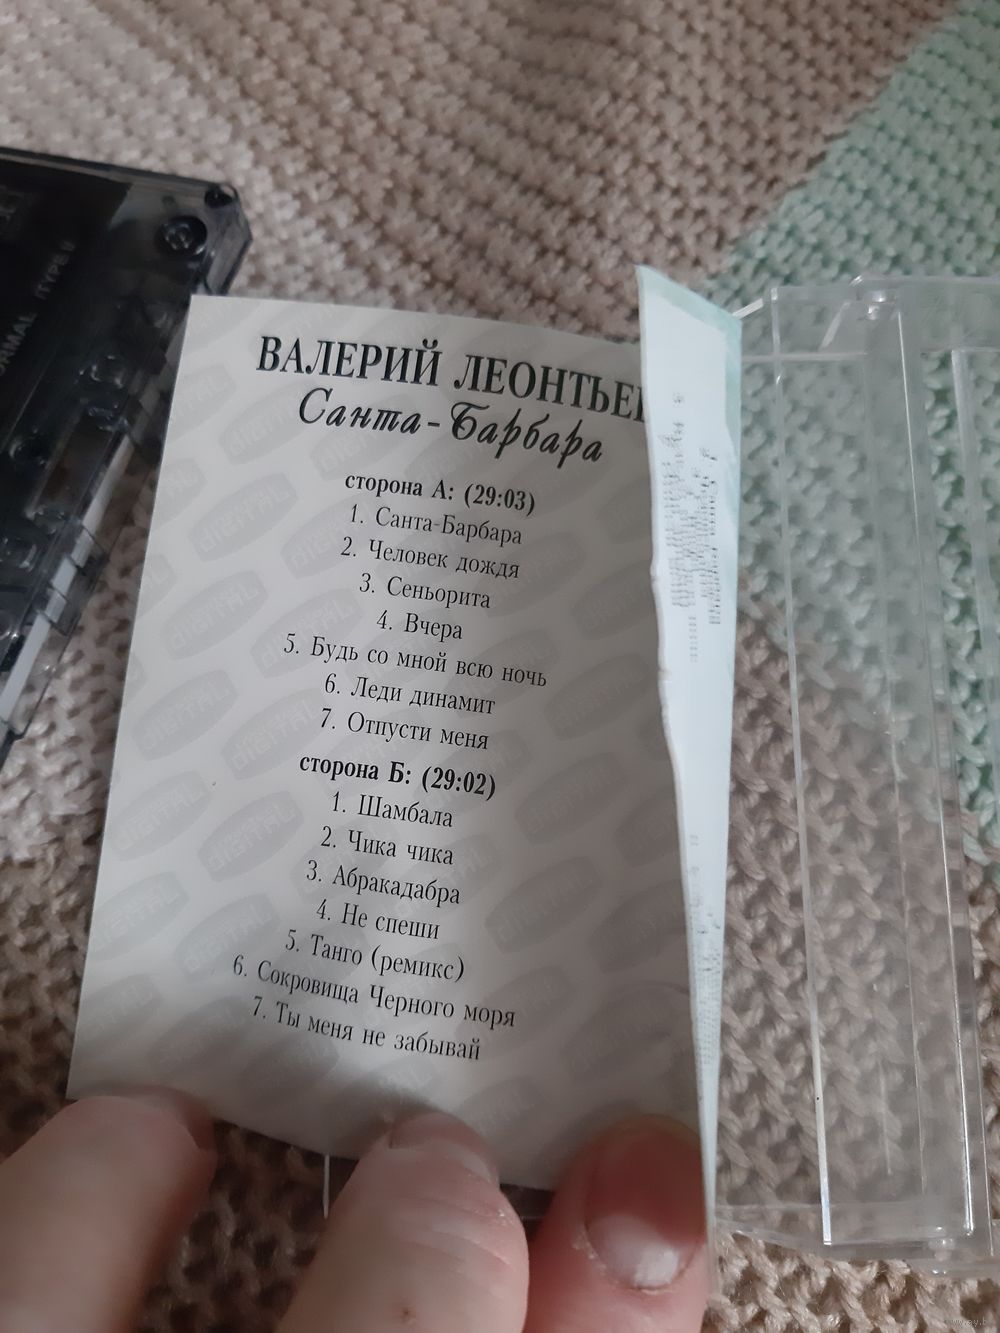 ВАЛЕРИЙ ЛЕОНТЬЕ
Санта-Барбара
сторона А: (29:03)
1. Санта-Барбара
2. Человек дождя
3. Сеньорита
4. Вчера
5. Будь со мной всю ночь
6. Леди динамит
7. Отпусти меня
сторона Б: (29:02)
1. Шамбала
2. Чика чика
3. Абракадабра
4. Не спеши
5. Танго (ремикс)
6. Сокровища Черного моря
7. Ты меня не забывай